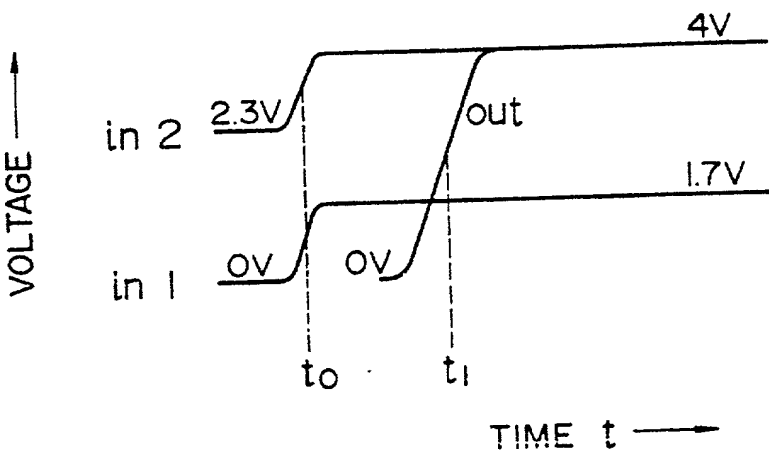 4V
2.3V
in 2
out
1.7V
0V
0V
in 1
VOLTAGE
t0
t1
TIME t